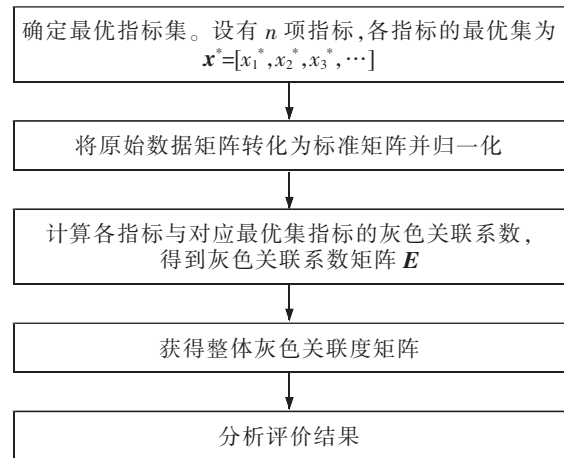 确定最优指标集。设有 n 项指标,各指标的最优集为
x*=[x₁*,x₂*,x₃*,…]
将原始数据矩阵转化为标准矩阵并归一化
计算各指标与对应最优集指标的灰色关联系数,
得到灰色关联系数矩阵 E
获得整体灰色关联度矩阵
分析评价结果